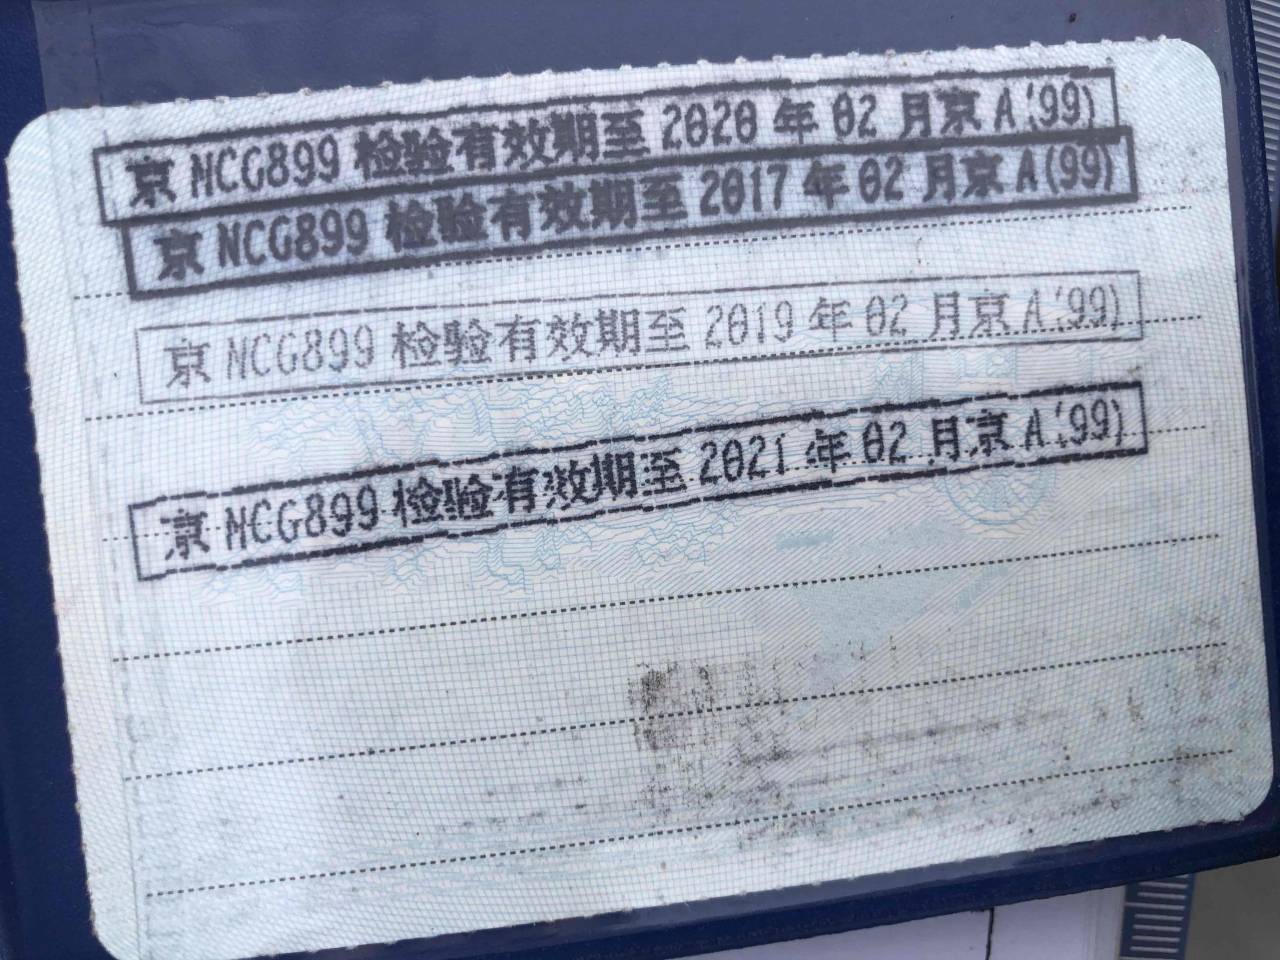 京 NCG899 检验有效期至 2020 年 02 月京 A(99)
京 NCG899 检验有效期至 2017 年 02 月京 A(99)
京 NCG899 检验有效期至 2019 年 02 月京 A(99)
京 NCG899 检验有效期至 2021 年 02 月京 A(99)